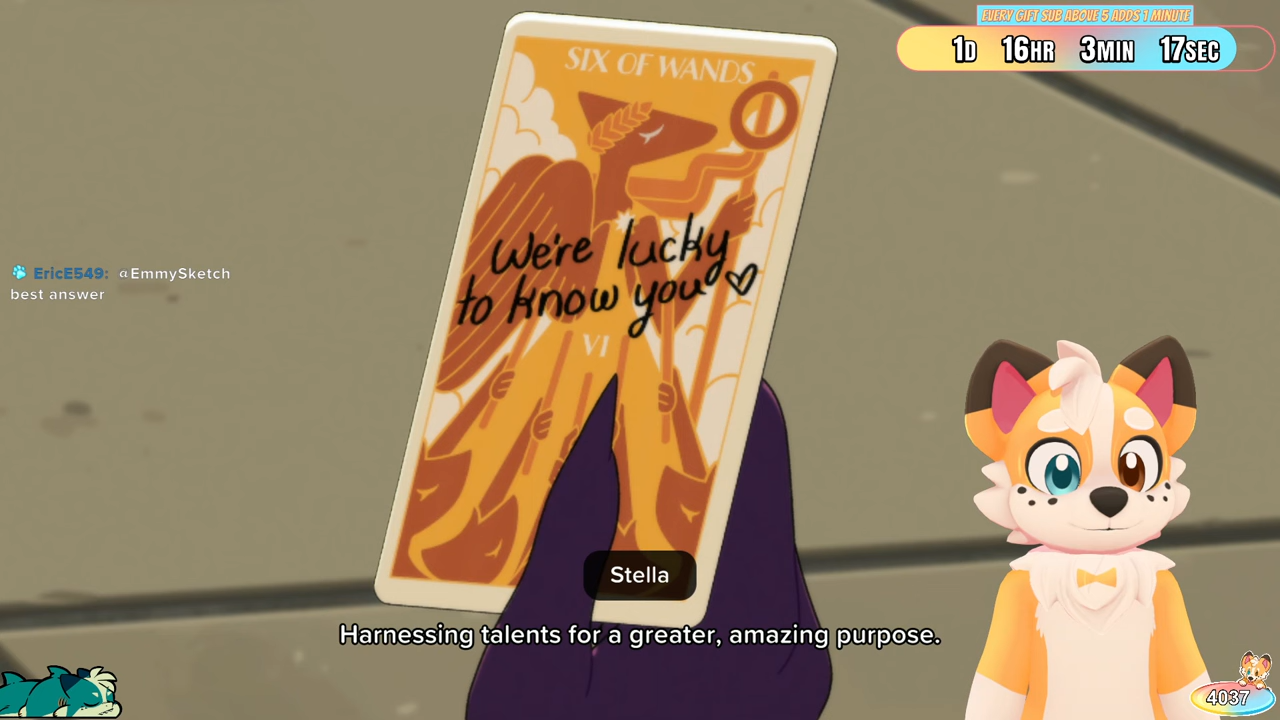 EVERY GIFT SUB ABOVE 5 ADDS 1 MINUTE
1D 16HR 3MIN 17SEC
SIX OF WANDS
We're lucky
to know you
VI
EricE549: @EmmySketch
best answer
Stella
Harnessing talents for a greater, amazing purpose.
4037